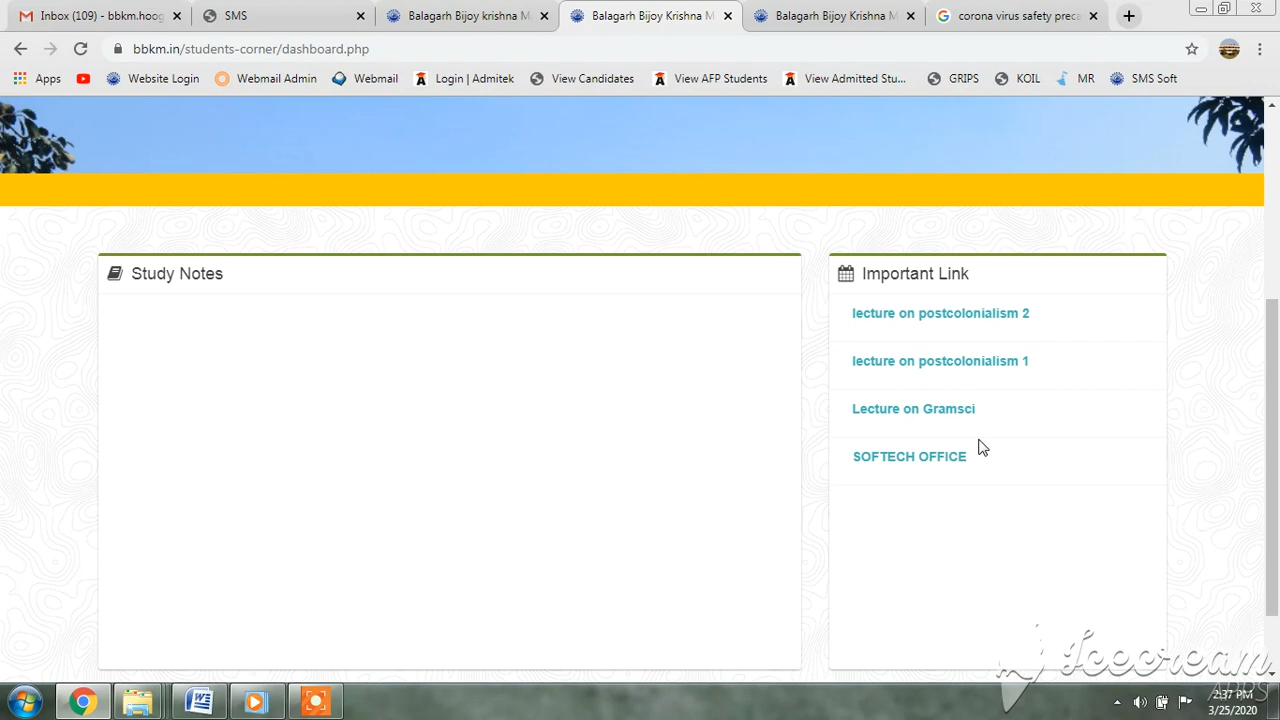 Inbox (109) - bbkm.hoog
SMG
Balagarh Bijoy krishna M
Balagarh Bijoy Krishna M
Balagarh Bijoy Krishna M
corona virus safety preca
bbkm.in/students-corner/dashboard.php
Apps
Website Login
Webmail Admin
Webmail
Login | Admitek
View Candidates
View AFP Students
View Admitted Stu...
GRIPS
KOIL
MR
SMS Soft
Study Notes
Important Link
lecture on postcolonialism 2
lecture on postcolonialism 1
Lecture on Gramsci
SOFTECH OFFICE
Icecream
APPS
2:37 PM
3/25/2020